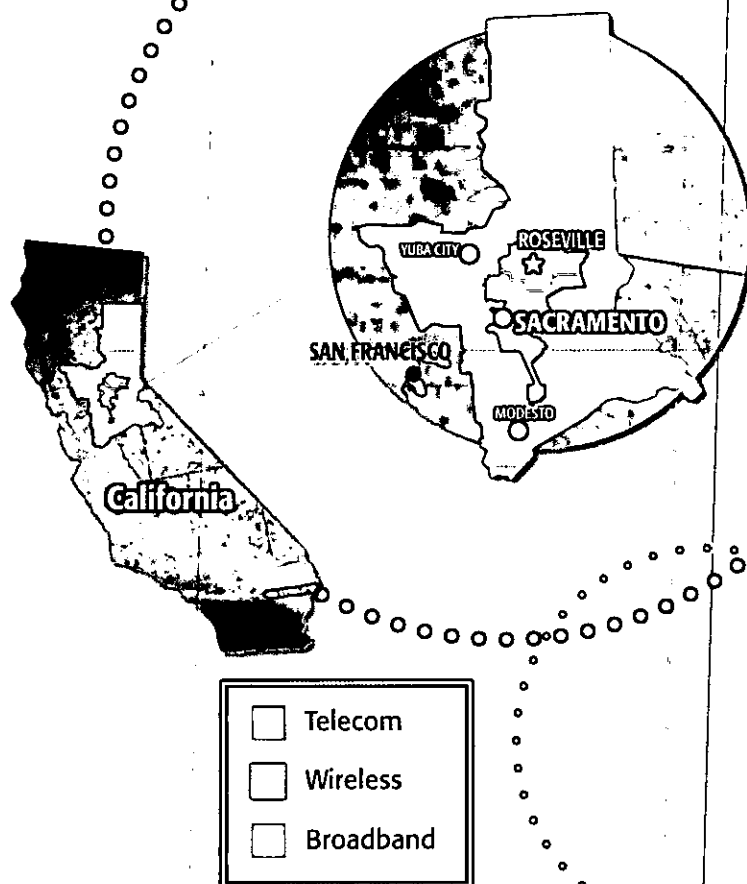 YUBA CITY
ROSEVILLE
SACRAMENTO
SAN FRANCISCO
MODESTO
California
Telecom
Wireless
Broadband